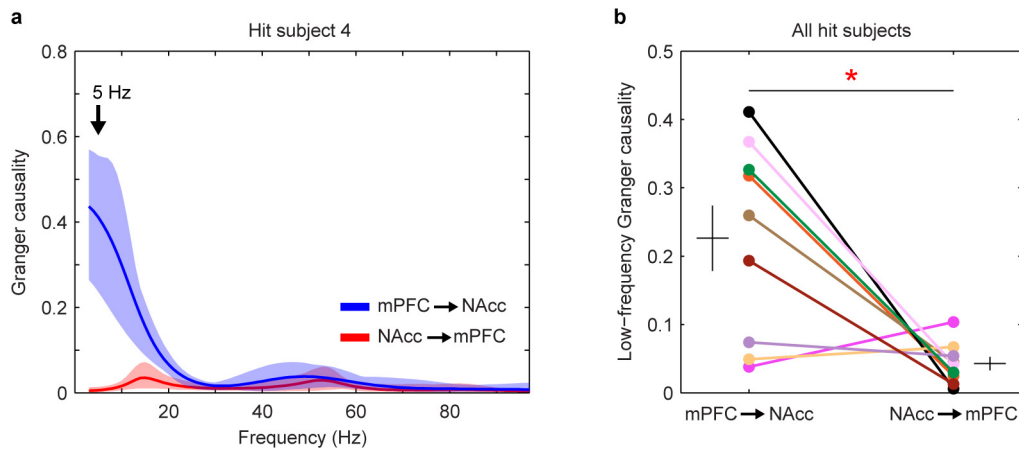 a
Hit subject 4
0.8
0.6
0.4
0.2
0
5 Hz
Granger causality
mPFC → NAcc
NAcc → mPFC
20 40 60 80
Frequency (Hz)
b
All hit subjects
*
0.5
0.4
0.3
0.2
0.1
0
Low−frequency Granger causality
mPFC → NAcc NAcc → mPFC